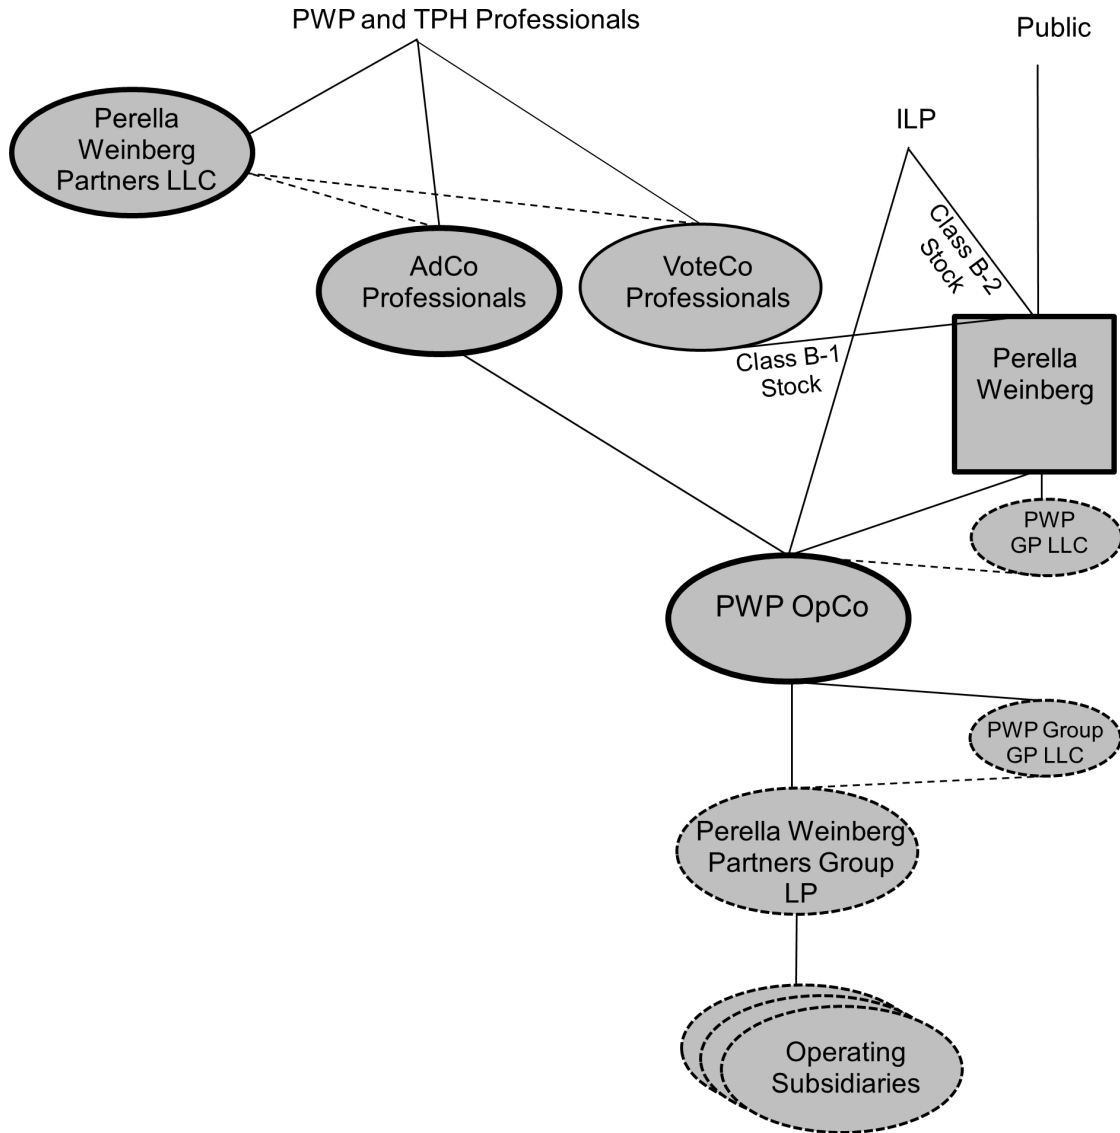 PWP and TPH Professionals
Public
Perella
Weinberg
Partners LLC
ILP
Class B-2
Stock
AdCo
Professionals
VoteCo
Professionals
Class B-1
Stock
Perella
Weinberg
PWP
GP LLC
PWP OpCo
PWP Group
GP LLC
Perella Weinberg
Partners Group
LP
Operating
Subsidiaries